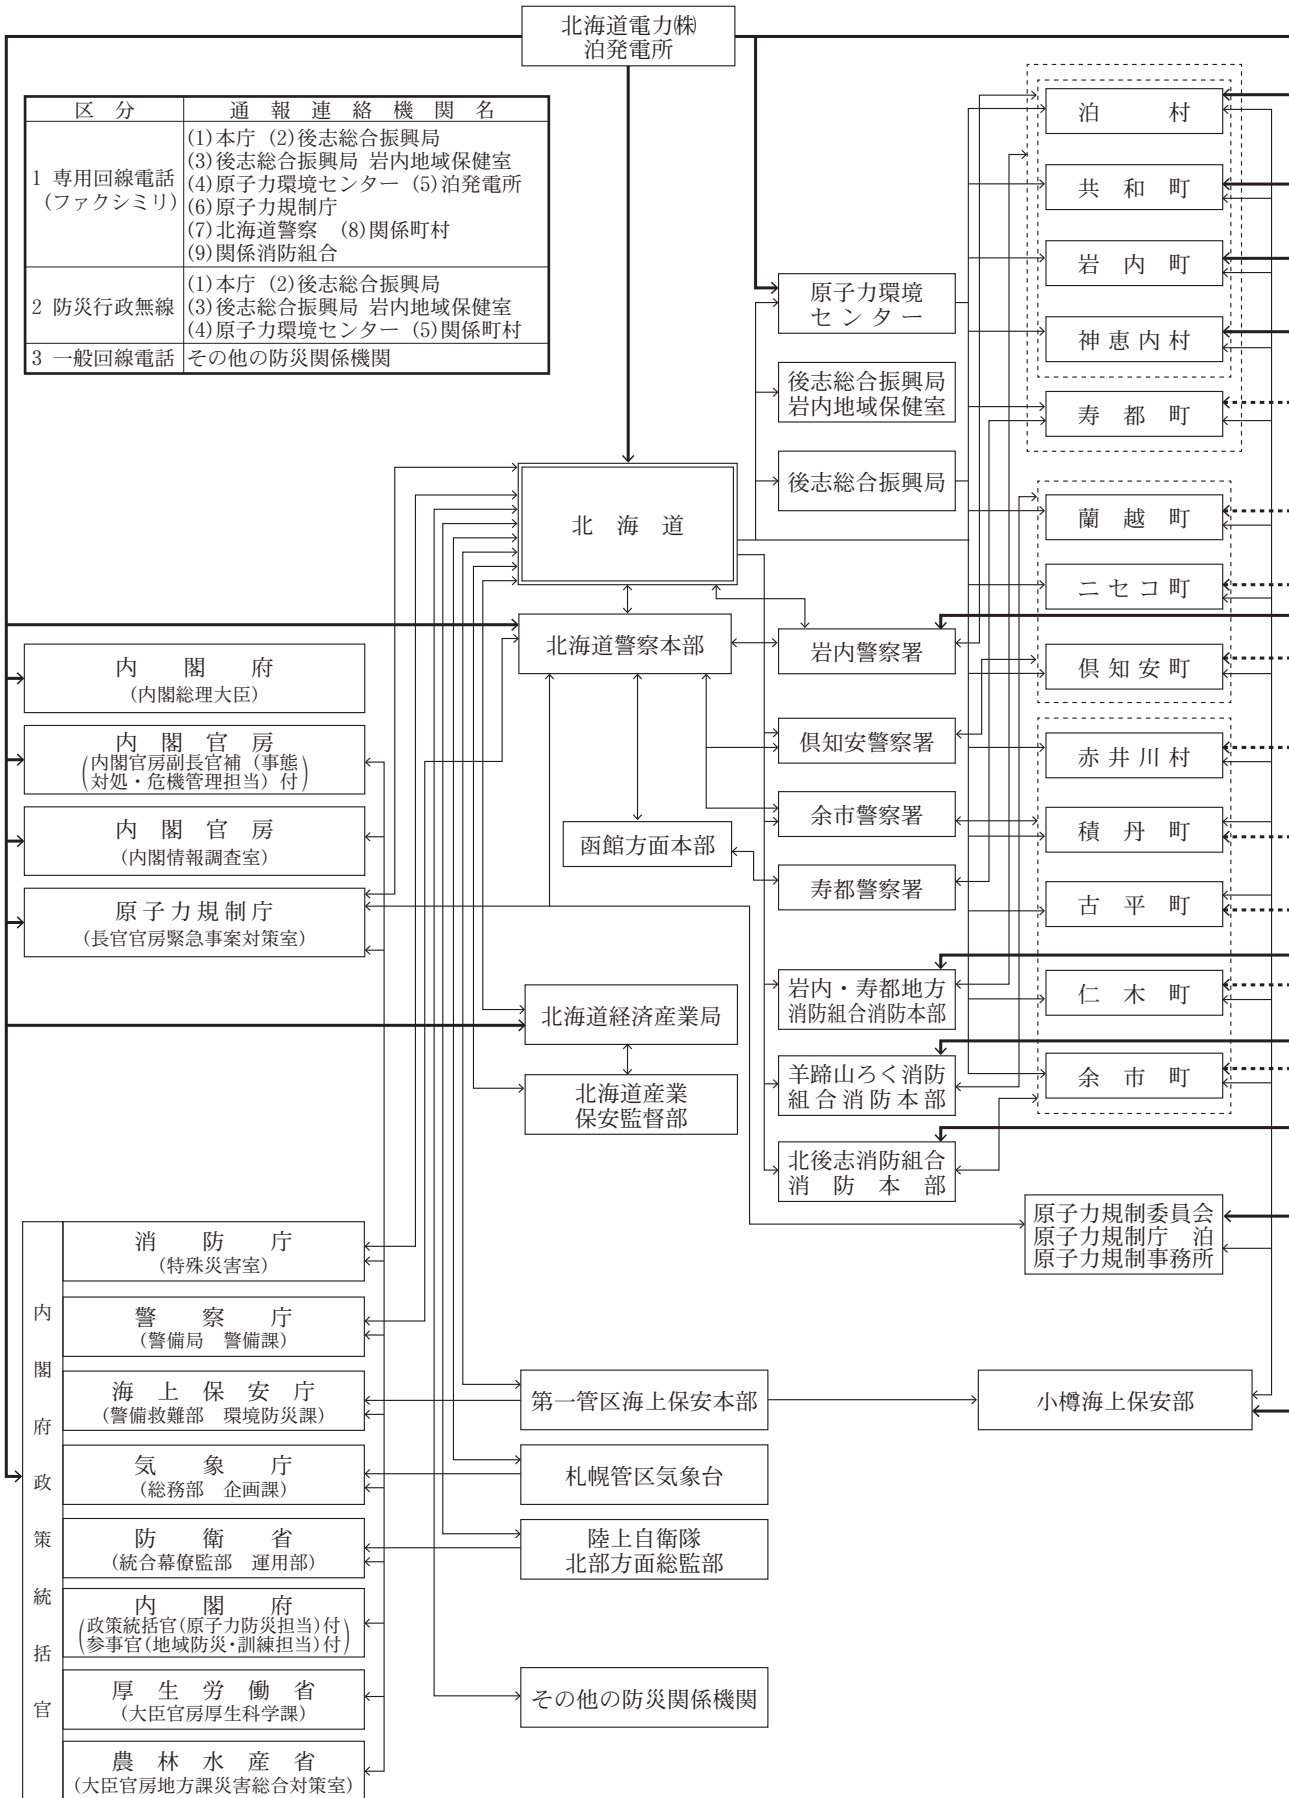 北海道電力㈱
泊発電所
区　分
通　報　連　絡　機　関　名
1 専用回線電話
（ファクシミリ）
(1)本庁 (2)後志総合振興局
(3)後志総合振興局 岩内地域保健室
(4)原子力環境センター (5)泊発電所
(6)原子力規制庁
(7)北海道警察　(8)関係町村
(9)関係消防組合
2 防災行政無線
(1)本庁 (2)後志総合振興局
(3)後志総合振興局 岩内地域保健室
(4)原子力環境センター (5)関係町村
3 一般回線電話
その他の防災関係機関
泊　村
共 和 町
岩 内 町
神恵内村
寿 都 町
蘭 越 町
ニセコ町
倶知安町
赤井川村
積 丹 町
古 平 町
仁 木 町
余 市 町
原子力環境
センター
後志総合振興局
岩内地域保健室
後志総合振興局
北 海 道
北海道警察本部
岩内警察署
倶知安警察署
余市警察署
函館方面本部
寿都警察署
内　閣　府
（内閣総理大臣）
内 閣 官 房
（内閣官房副長官補（事態
対処・危機管理担当）付）
内 閣 官 房
（内閣情報調査室）
原子力規制庁
（長官官房緊急事案対策室）
北海道経済産業局
北海道産業
保安監督部
岩内・寿都地方
消防組合消防本部
羊蹄山ろく消防
組合消防本部
北後志消防組合
消 防 本 部
原子力規制委員会
原子力規制庁　泊
原子力規制事務所
内閣府政策統括官
消　防　庁
（特殊災害室）
警　察　庁
（警備局　警備課）
海 上 保 安 庁
（警備救難部　環境防災課）
気　象　庁
（総務部　企画課）
防　衛　省
（統合幕僚監部　運用部）
内　閣　府
（政策統括官（原子力防災担当）付
参事官（地域防災・訓練担当）付）
厚 生 労 働 省
（大臣官房厚生科学課）
農 林 水 産 省
（大臣官房地方課災害総合対策室）
第一管区海上保安本部
小樽海上保安部
札幌管区気象台
陸上自衛隊
北部方面総監部
その他の防災関係機関